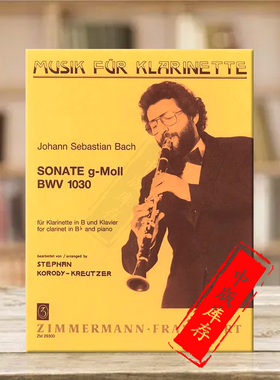 MUSIK FÜR KLARINETTE
Johann Sebastian Bach
SONATE g-Moll
BWV 1030
für Klarinette in B und Klavier
for clarinet in B♭ and piano
bearbeitet von / arranged by
STEPHAN
KORODY-KREUTZER
中版库存
ZIMMERMANN-FRANKFURT
ZM 28000